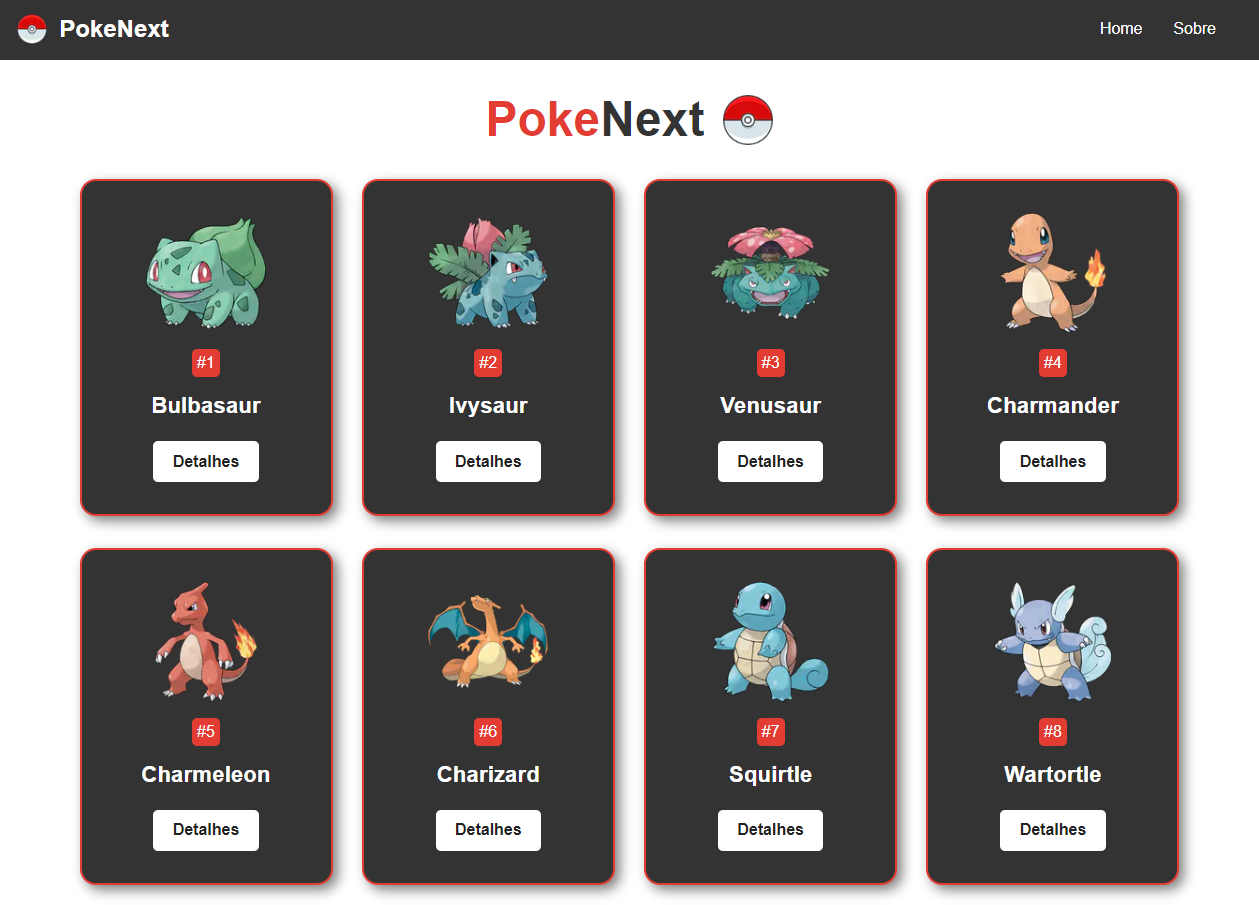 PokeNext
Home
Sobre
PokeNext
#1
Bulbasaur
Detalhes
#2
Ivysaur
Detalhes
#3
Venusaur
Detalhes
#4
Charmander
Detalhes
#5
Charmeleon
Detalhes
#6
Charizard
Detalhes
#7
Squirtle
Detalhes
#8
Wartortle
Detalhes